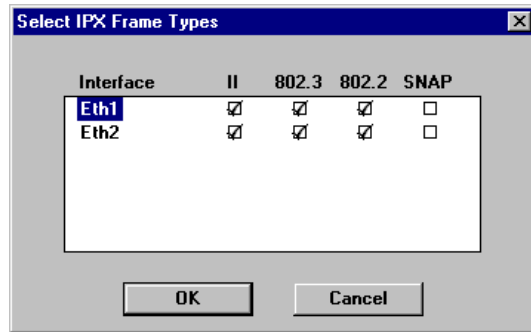 Select IPX Frame Types
Interface II 802.3 802.2 SNAP
Eth1
Eth2
OK Cancel